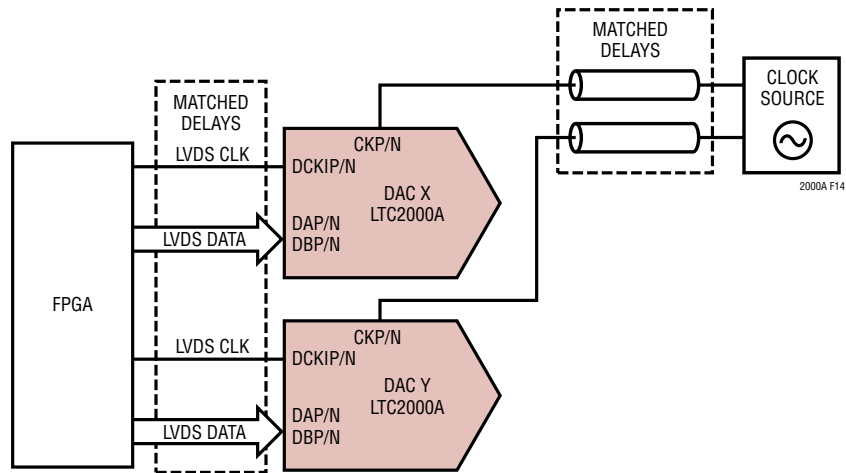 MATCHED
DELAYS
CLOCK
SOURCE
2000A F14
MATCHED
DELAYS
LVDS CLK
CKP/N
DCKIP/N
DAC X
LTC2000A
DAP/N
DBP/N
LVDS DATA
FPGA
LVDS CLK
CKP/N
DCKIP/N
DAC Y
LTC2000A
DAP/N
DBP/N
LVDS DATA